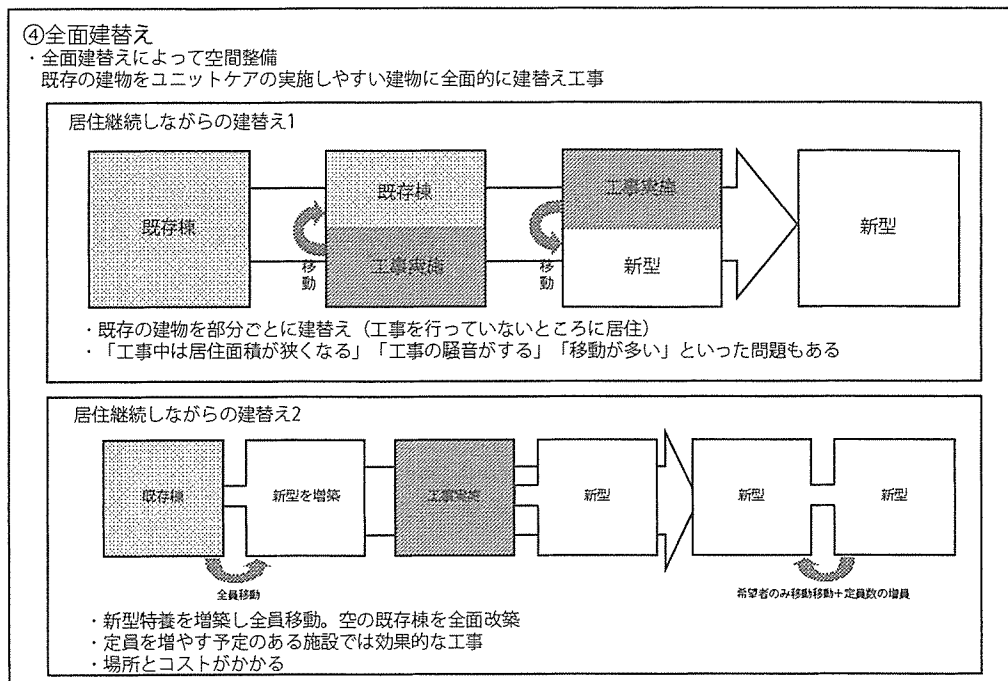 ④全面建替え
・全面建替えによって空間整備
既存の建物をユニットケアの実施しやすい建物に全面的に建替え工事
居住継続しながらの建替え1
既存棟
移動
既存棟
工事実施
移動
工事実施
新型
新型
・既存の建物を部分ごとに建替え（工事を行っていないところに居住）
・「工事中は居住面積が狭くなる」「工事の騒音がする」「移動が多い」といった問題もある
居住継続しながらの建替え2
既存棟
新型を増築
工事実施
新型
新型
新型
全員移動
希望者のみ移動移動＋定員数の増員
・新型特養を増築し全員移動。空の既存棟を全面改築
・定員を増やす予定のある施設では効果的な工事
・場所とコストがかかる